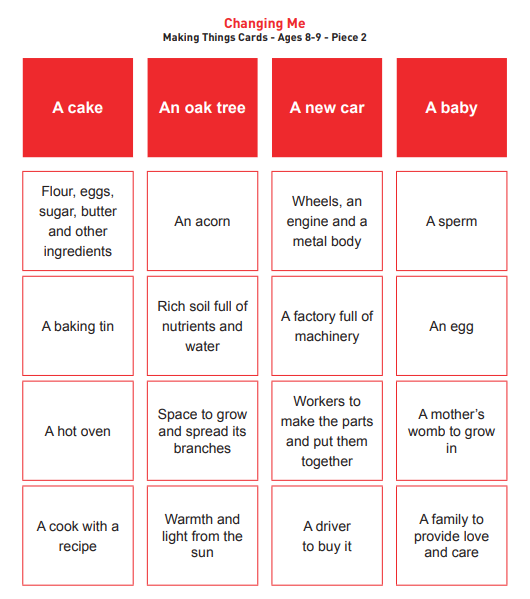 Changing Me
Making Things Cards - Ages 8-9 - Piece 2
A cake
An oak tree
A new car
A baby
Flour, eggs,
sugar, butter
and other
ingredients
An acorn
Wheels, an
engine and a
metal body
A sperm
A baking tin
Rich soil full of
nutrients and
water
A factory full of
machinery
An egg
A hot oven
Space to grow
and spread its
branches
Workers to
make the parts
and put them
together
A mother’s
womb to grow
in
A cook with a
recipe
Warmth and
light from the
sun
A driver
to buy it
A family to
provide love
and care